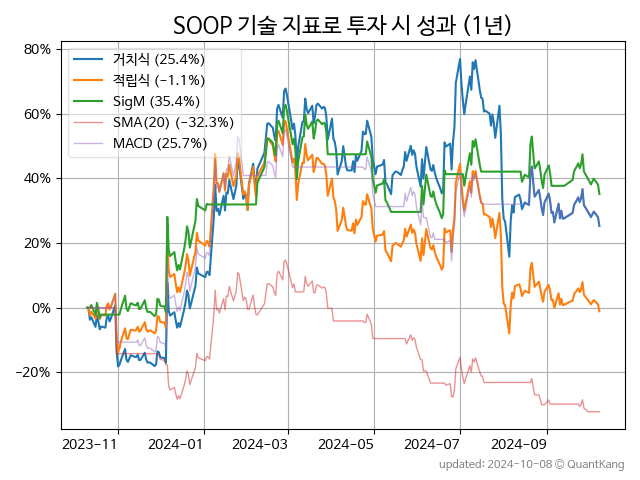 SOOP 기술 지표로 투자 시 성과 (1년)
80%
60%
40%
20%
0%
−20%
거치식 (25.4%)
적립식 (−1.1%)
SigM (35.4%)
SMA(20) (−32.3%)
MACD (25.7%)
2023-11 2024-01 2024-03 2024-05 2024-07 2024-09
updated: 2024-10-08 © QuantKang